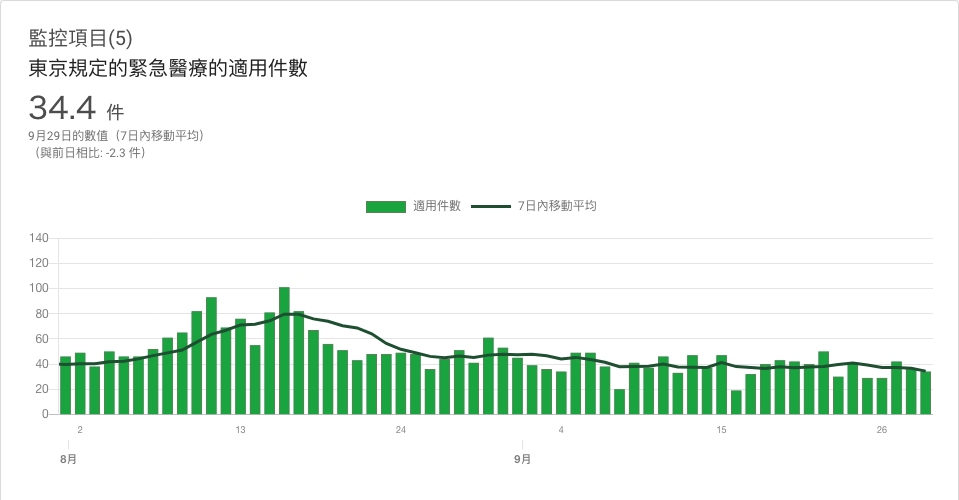 監控項目(5)
東京規定的緊急醫療的適用件數
34.4 件
9月29日的數值（7日內移動平均）
（與前日相比: -2.3 件）
適用件數 7日內移動平均
140
120
100
80
60
40
20
0
2 13 24 4 15 26
8月 9月